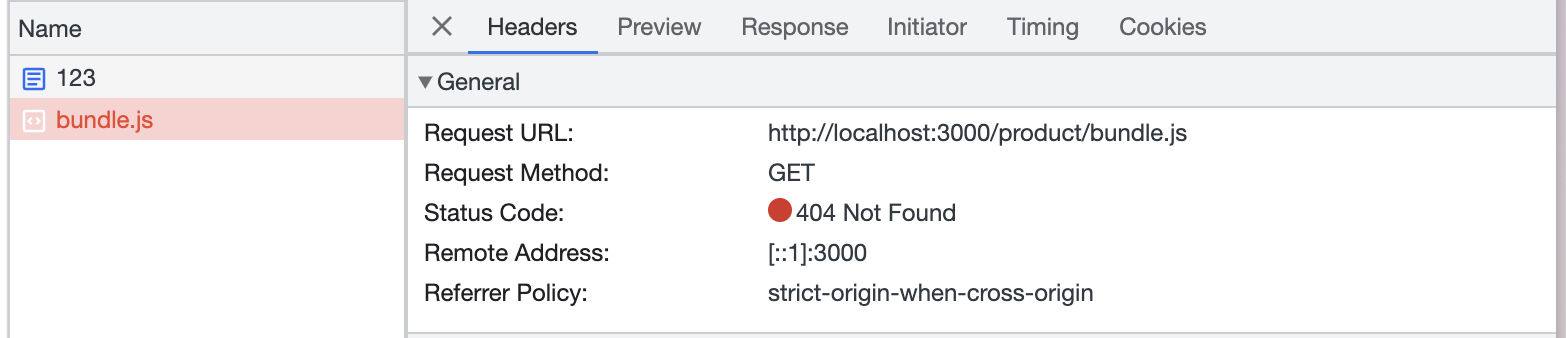 Name
123
bundle.js
Headers Preview Response Initiator Timing Cookies
General
Request URL: http://localhost:3000/product/bundle.js
Request Method: GET
Status Code: 404 Not Found
Remote Address: [::1]:3000
Referrer Policy: strict-origin-when-cross-origin